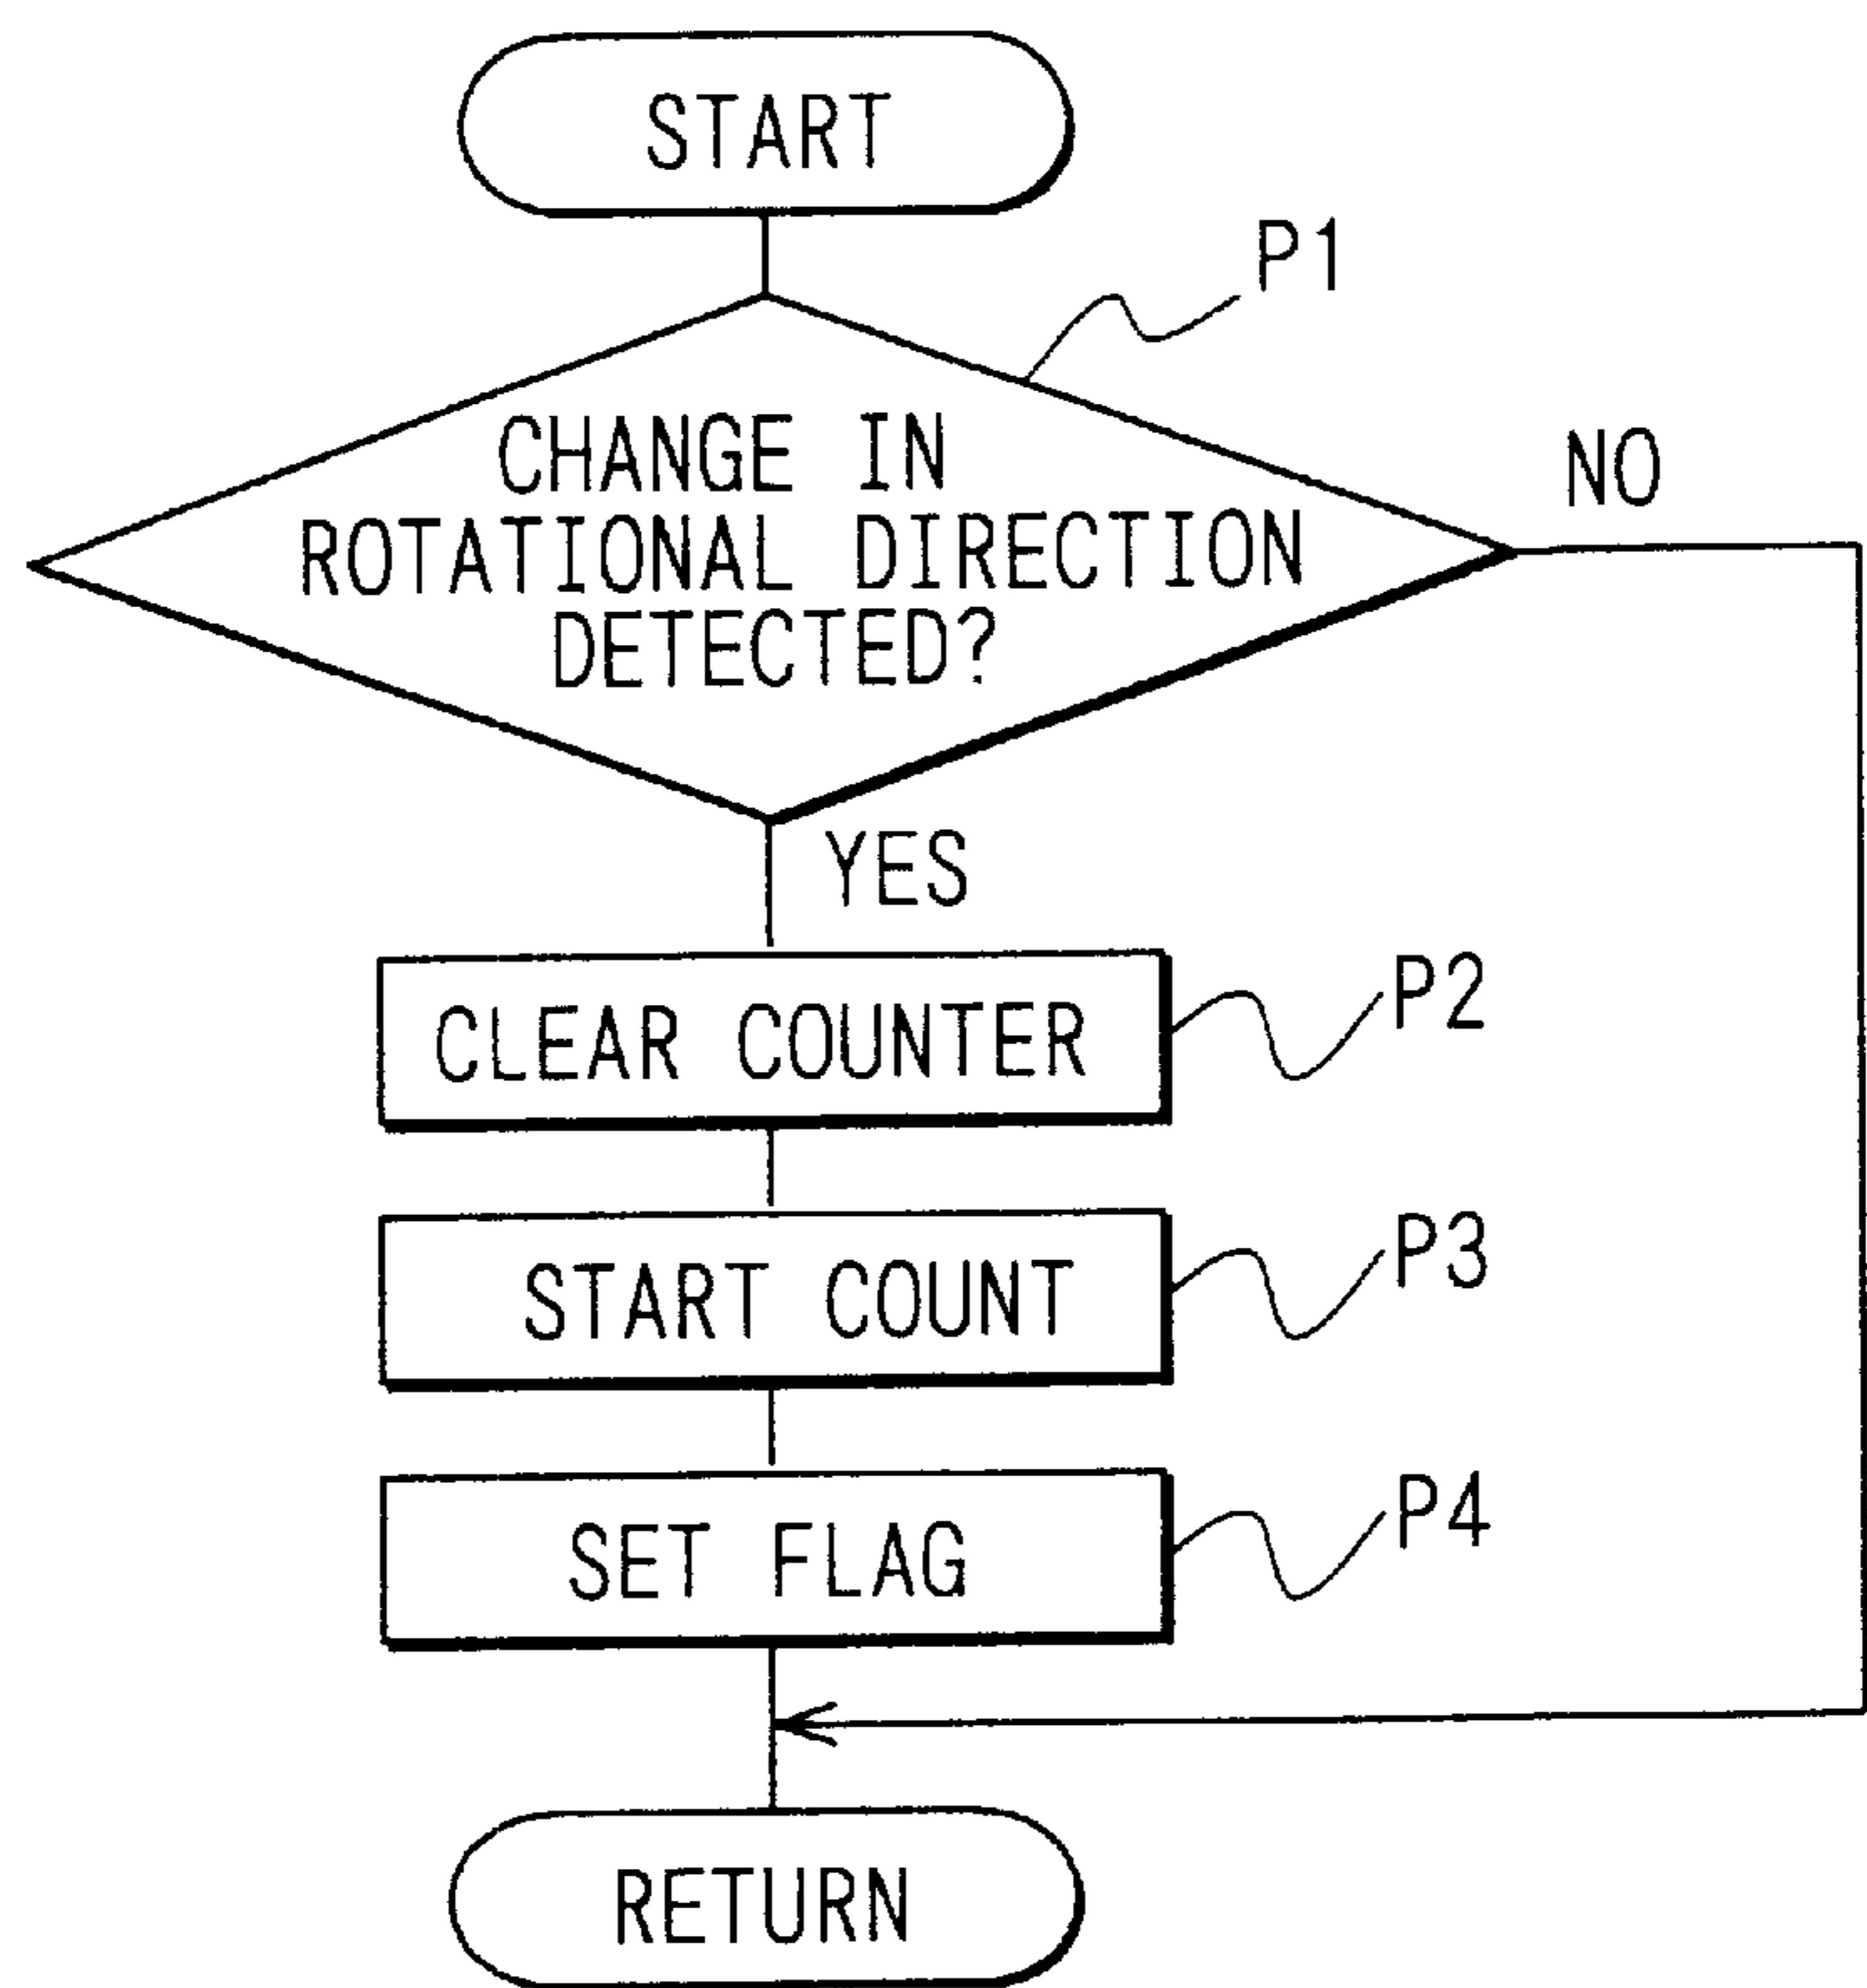 START
P1
CHANGE IN
ROTATIONAL DIRECTION
DETECTED?
NO
YES
CLEAR COUNTER
P2
START COUNT
P3
SET FLAG
P4
RETURN